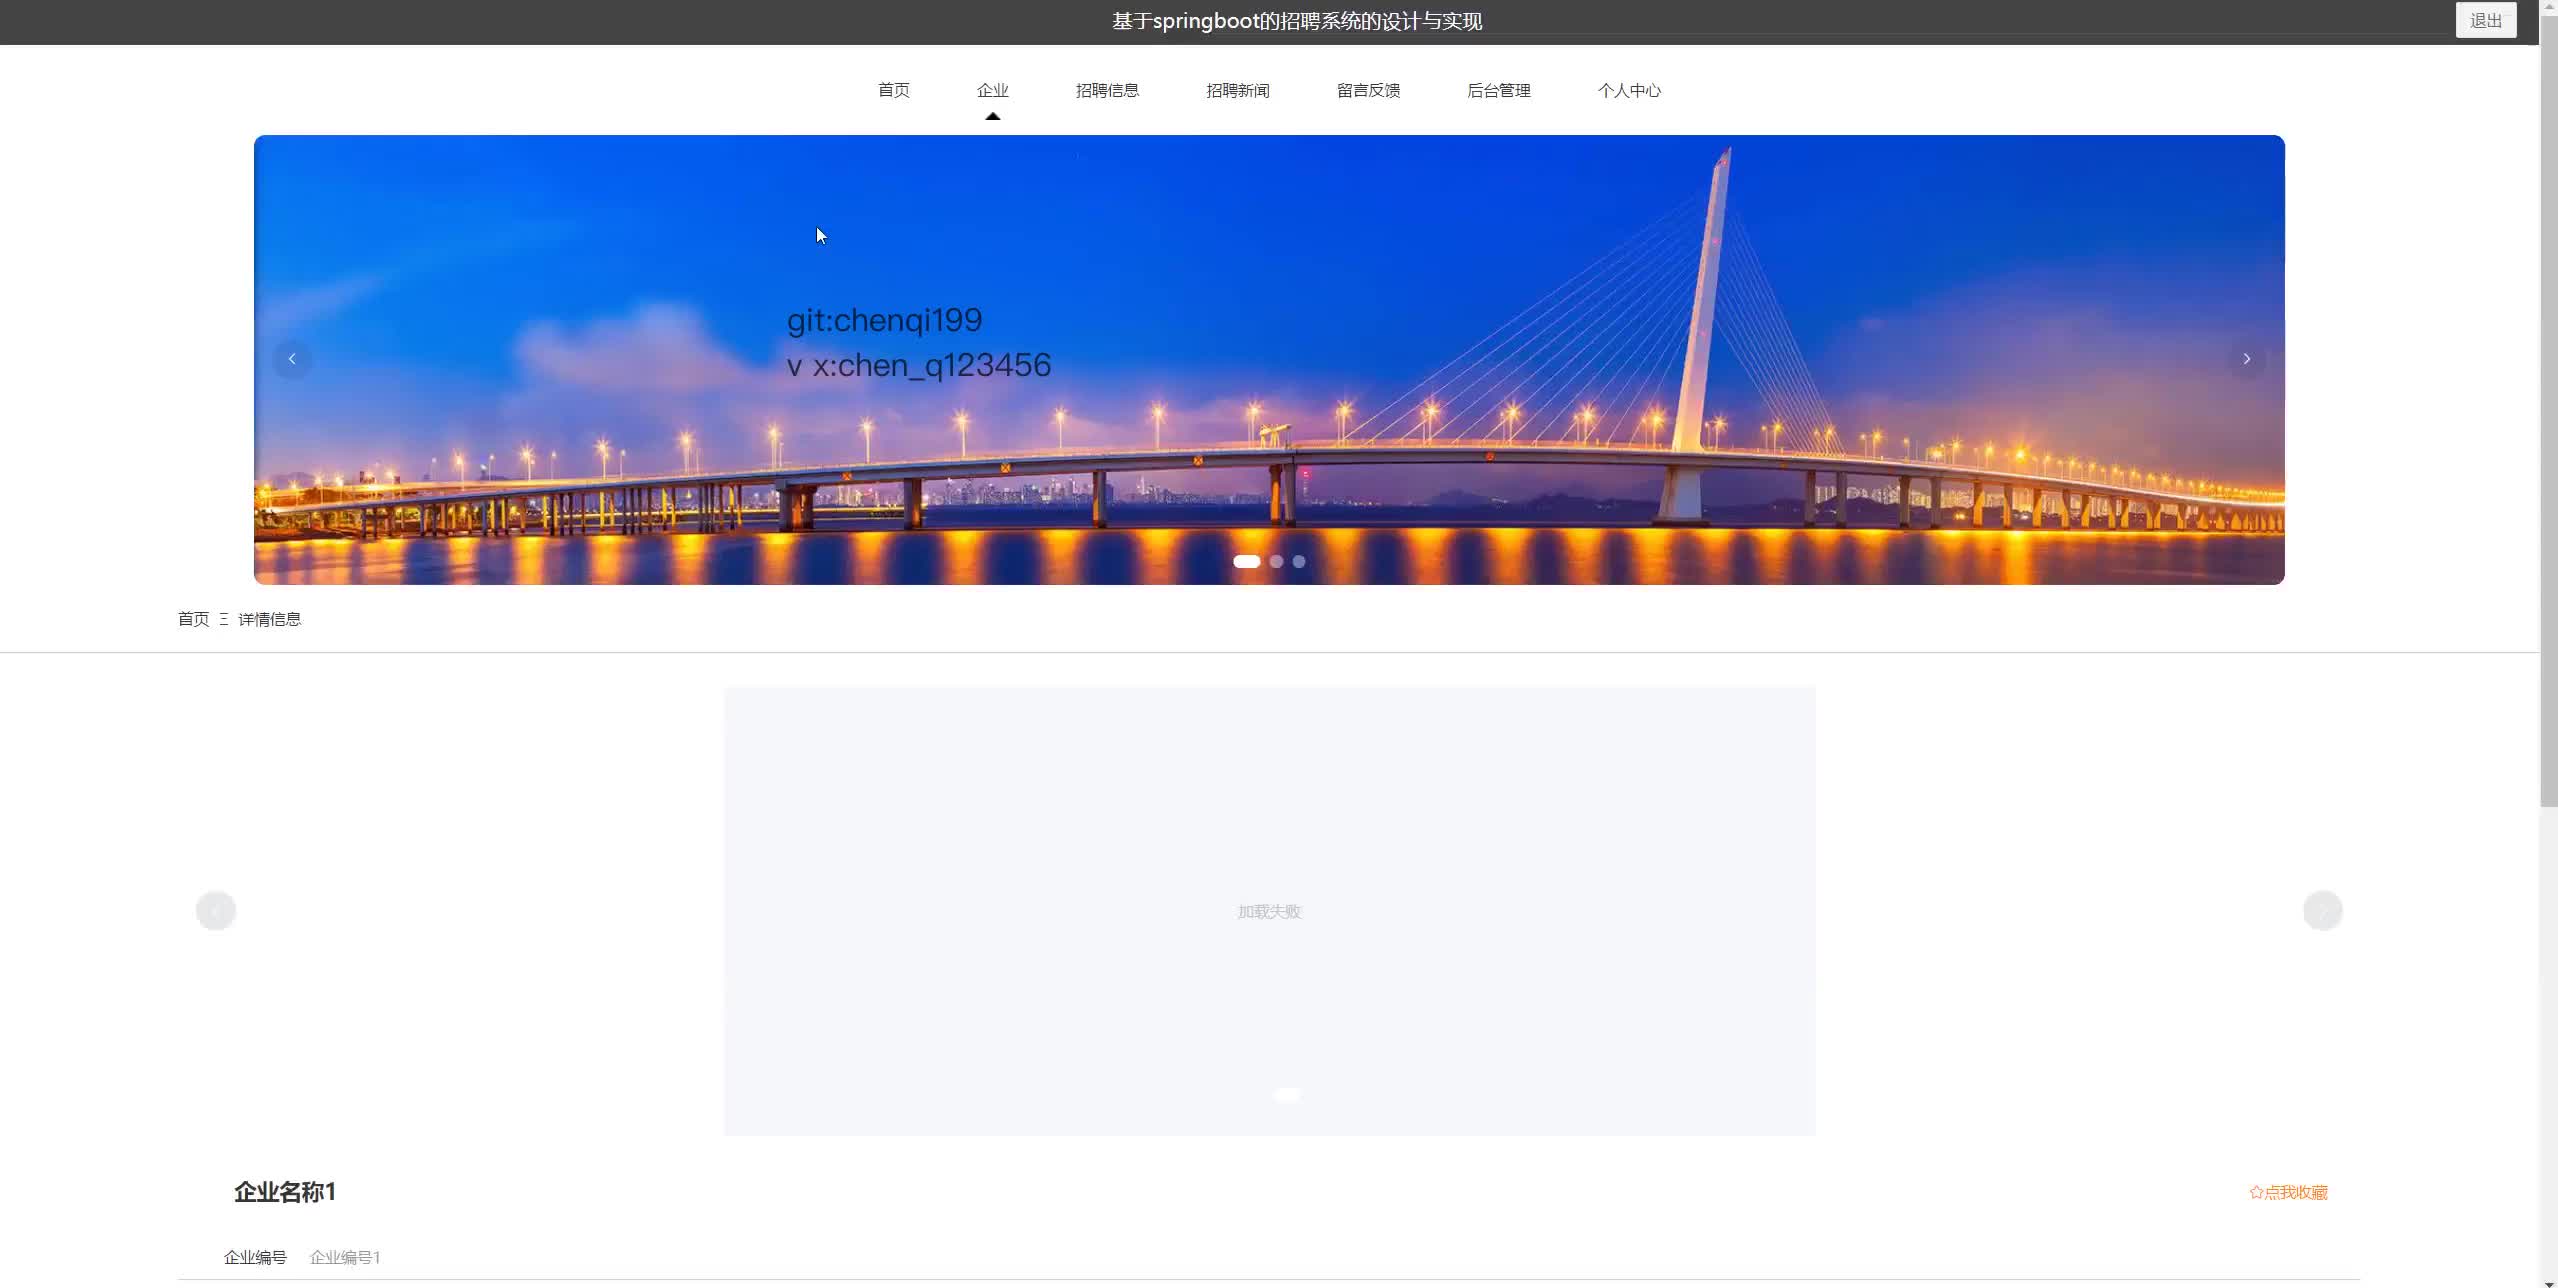 基于springboot的招聘系统的设计与实现
退出
首页 企业 招聘信息 招聘新闻 留言反馈 后台管理 个人中心
git:chenqi199
v x:chen_q123456
首页 Ξ 详情信息
加载失败
企业名称1
☆点我收藏
企业编号 企业编号1